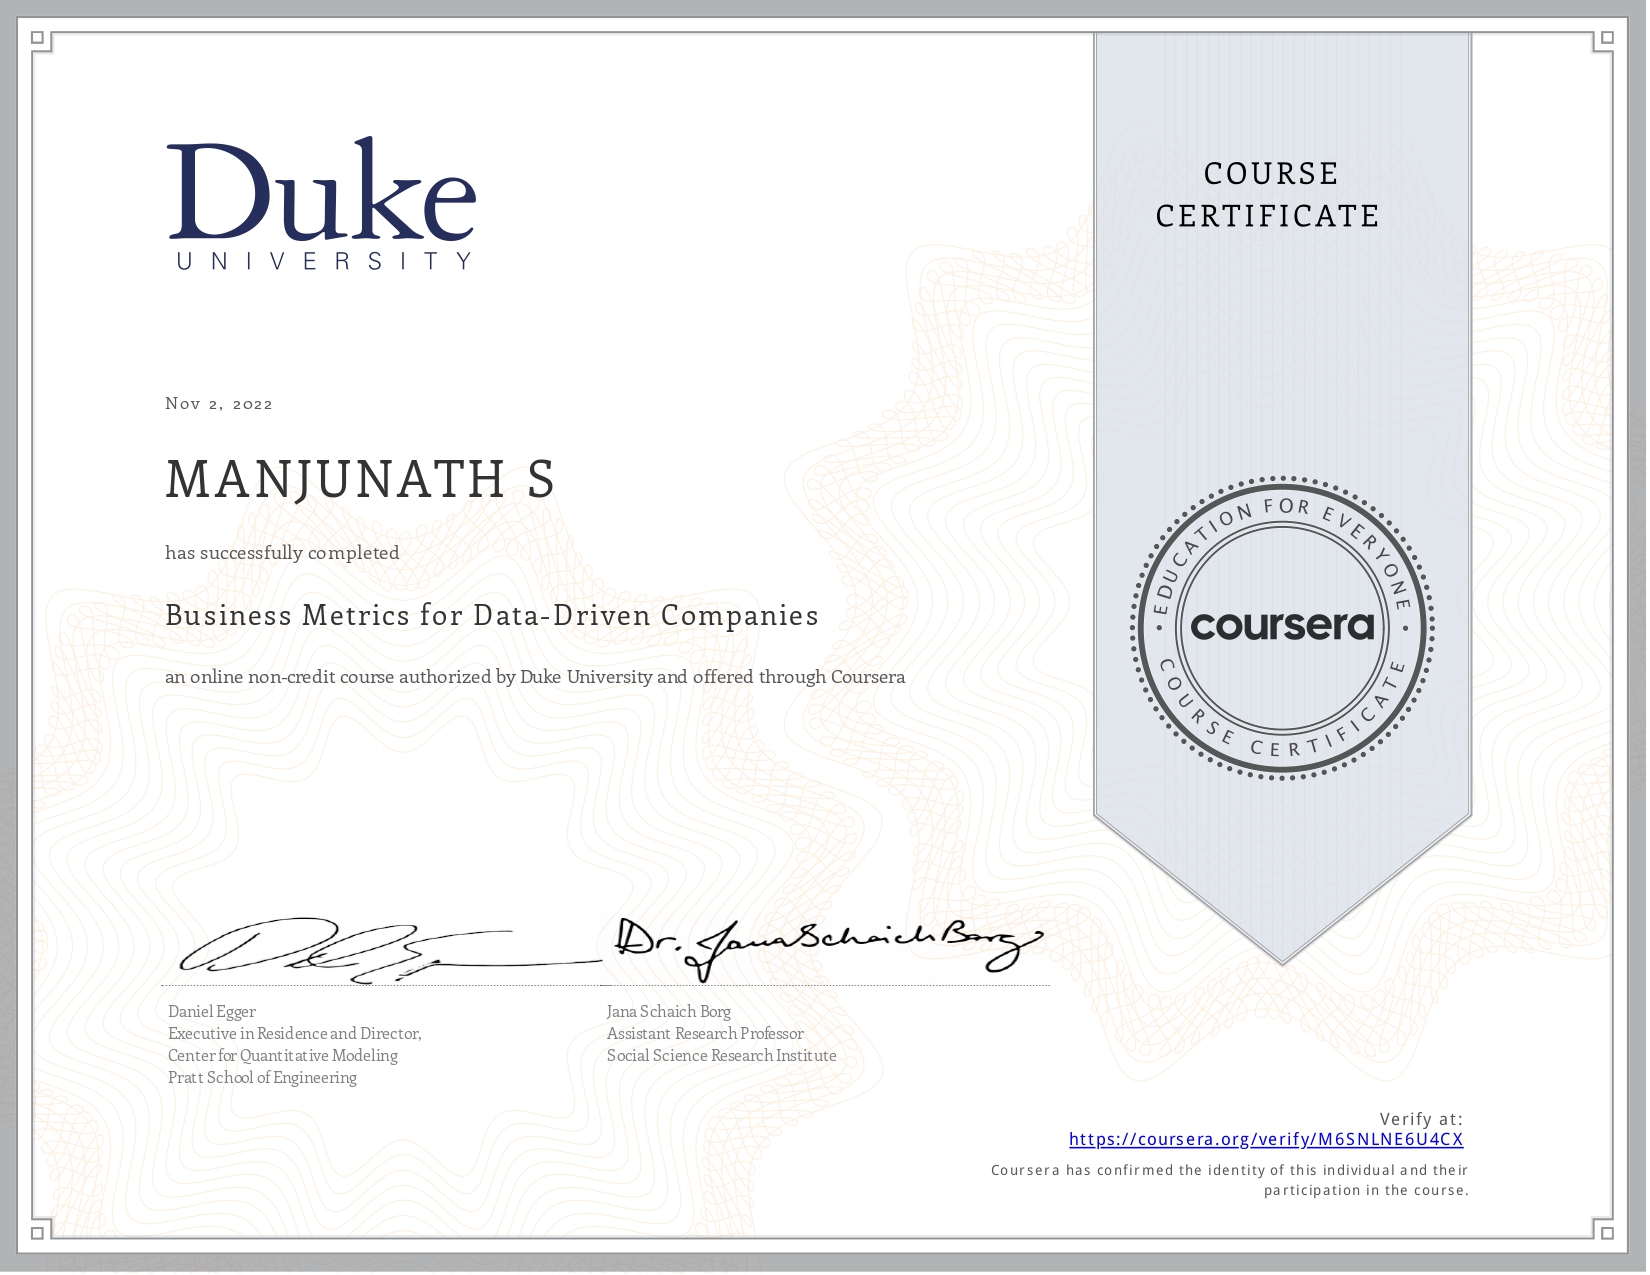 Duke
UNIVERSITY
COURSE
CERTIFICATE
Nov 2, 2022
MANJUNATH S
has successfully completed
Business Metrics for Data-Driven Companies
an online non-credit course authorized by Duke University and offered through Coursera
EDUCATION FOR EVERYONE
coursera
COURSE CERTIFICATE
Dr. Jana Schaich Borg
Daniel Egger
Executive in Residence and Director,
Center for Quantitative Modeling
Pratt School of Engineering
Jana Schaich Borg
Assistant Research Professor
Social Science Research Institute
Verify at:
https://coursera.org/verify/M6SNLNE6U4CX
Coursera has confirmed the identity of this individual and their
participation in the course.